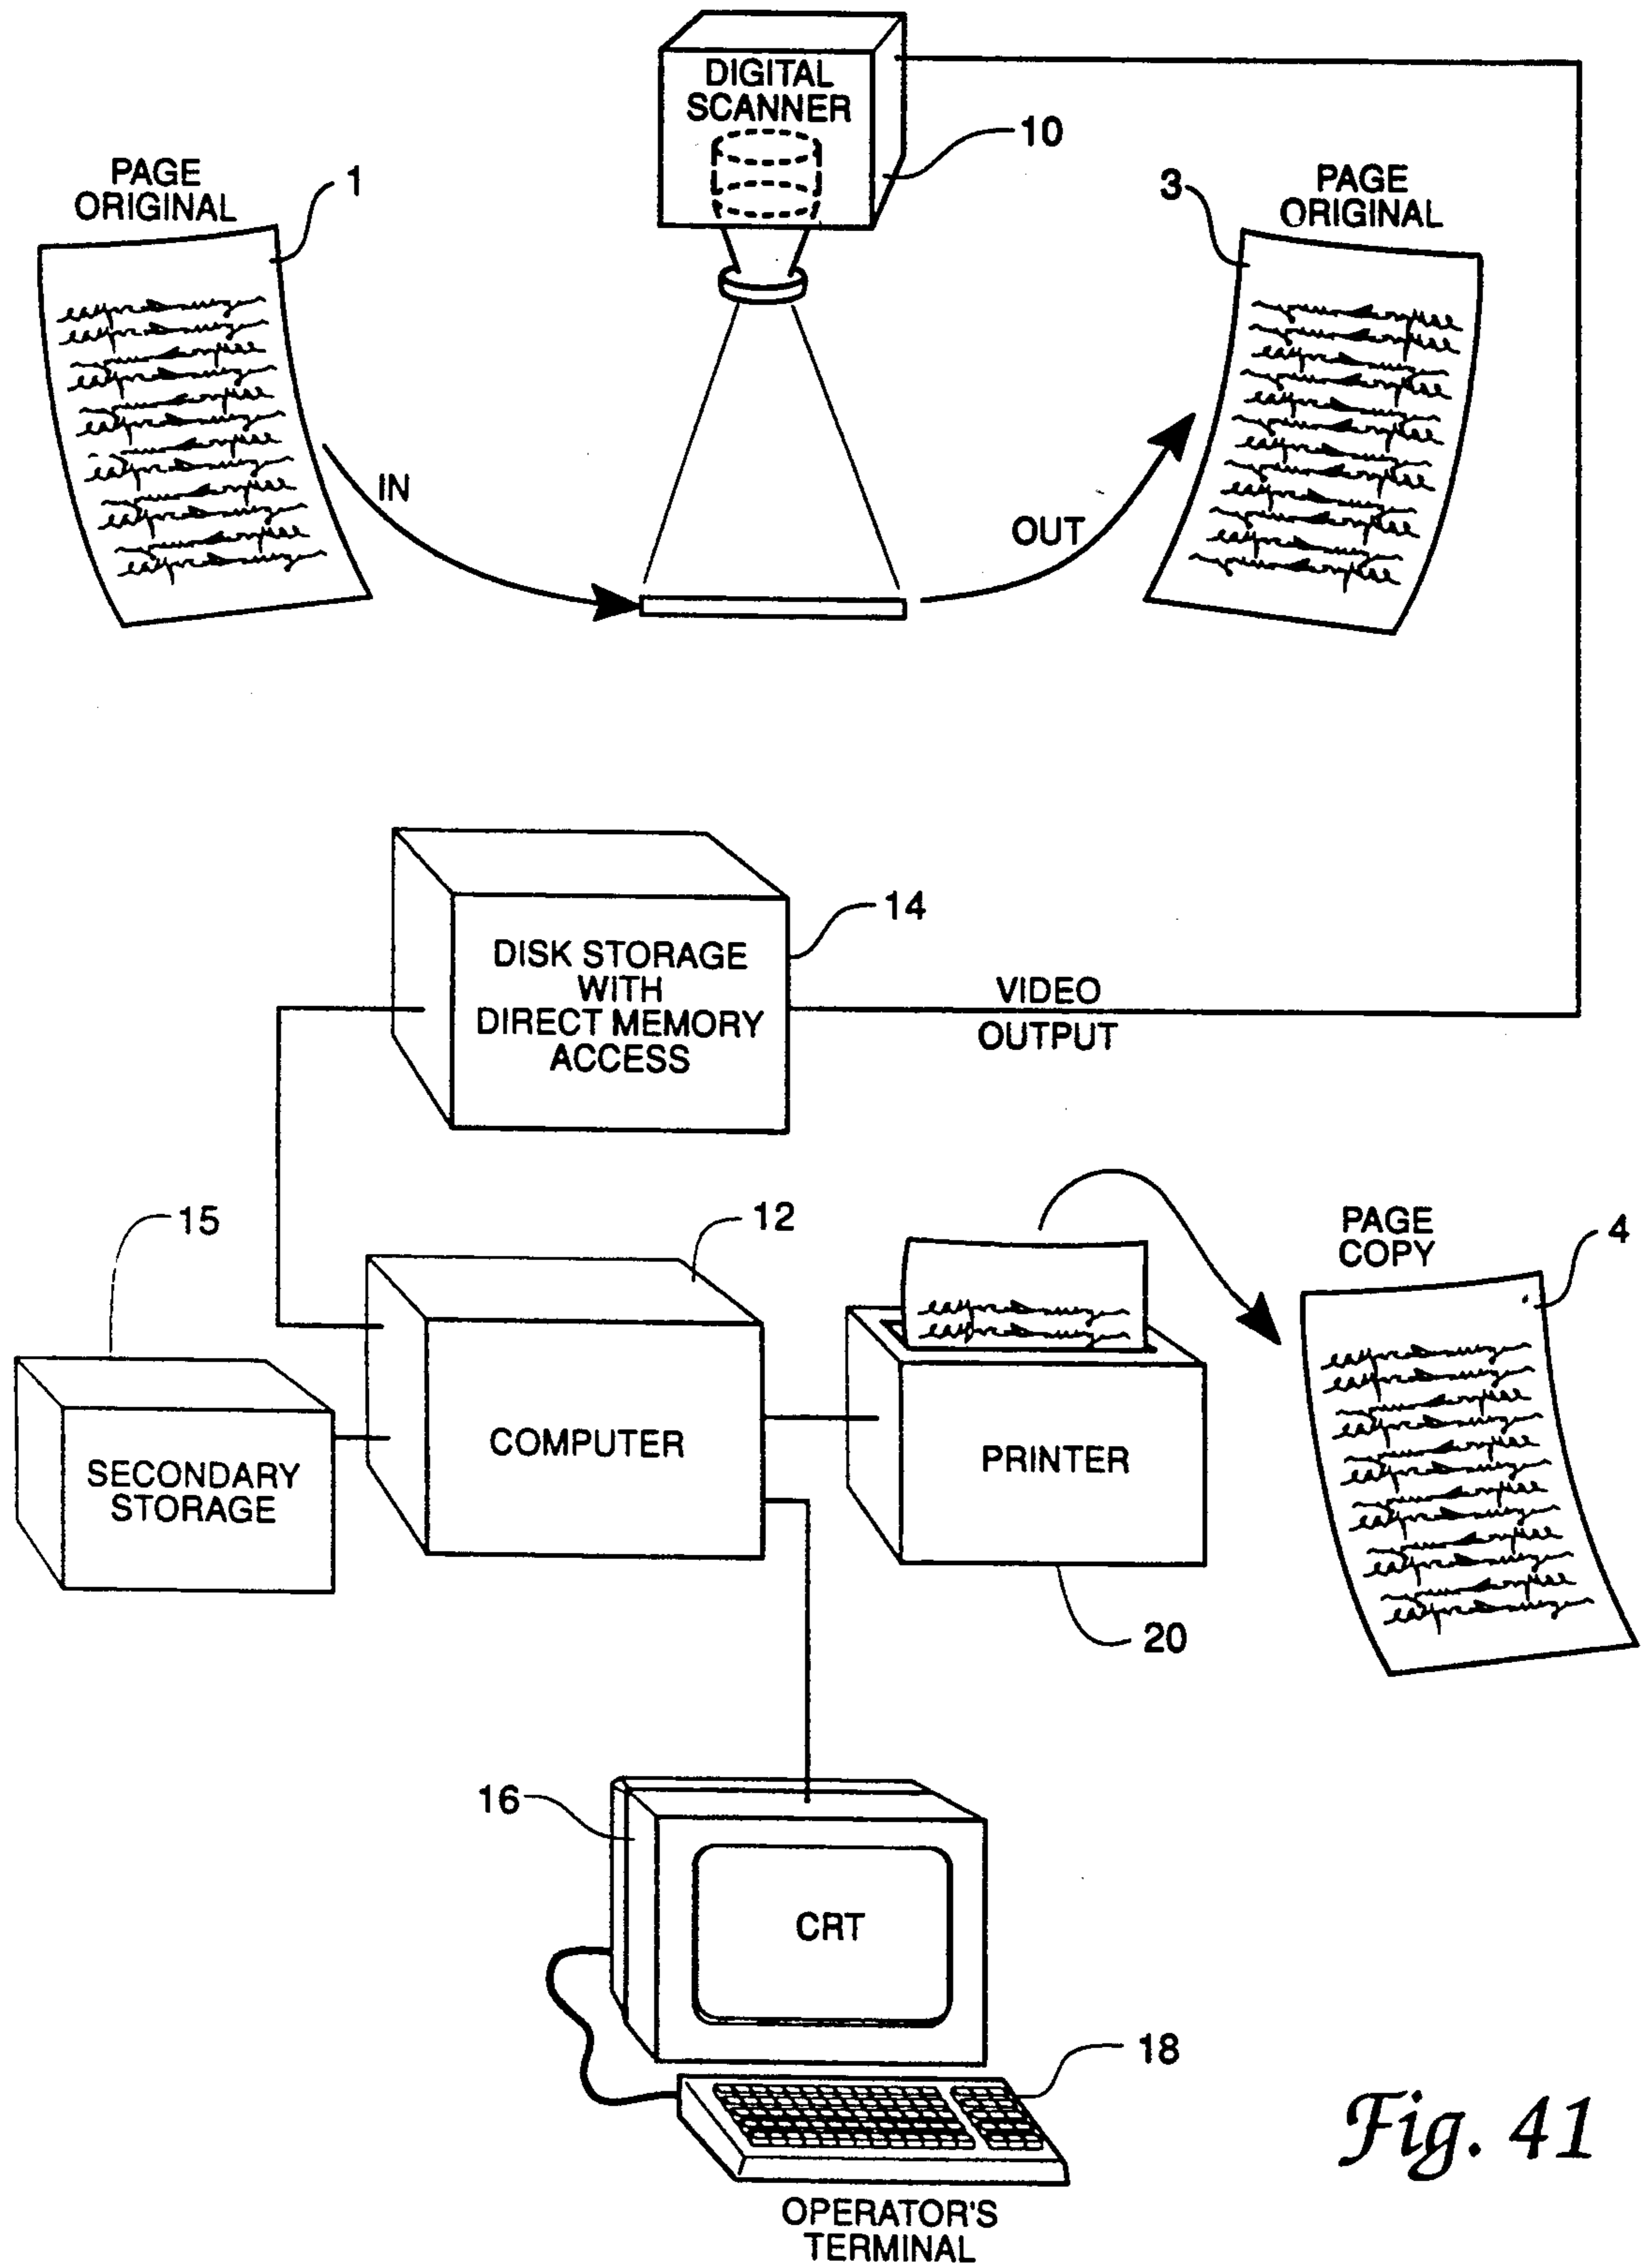 DIGITAL
SCANNER
10
PAGE
ORIGINAL
1
3
PAGE
ORIGINAL
IN
OUT
14
DISK STORAGE
WITH
DIRECT MEMORY
ACCESS
VIDEO
OUTPUT
15
12
PAGE
COPY
4
SECONDARY
STORAGE
COMPUTER
PRINTER
20
16
CRT
18
OPERATOR'S
TERMINAL
Fig. 41